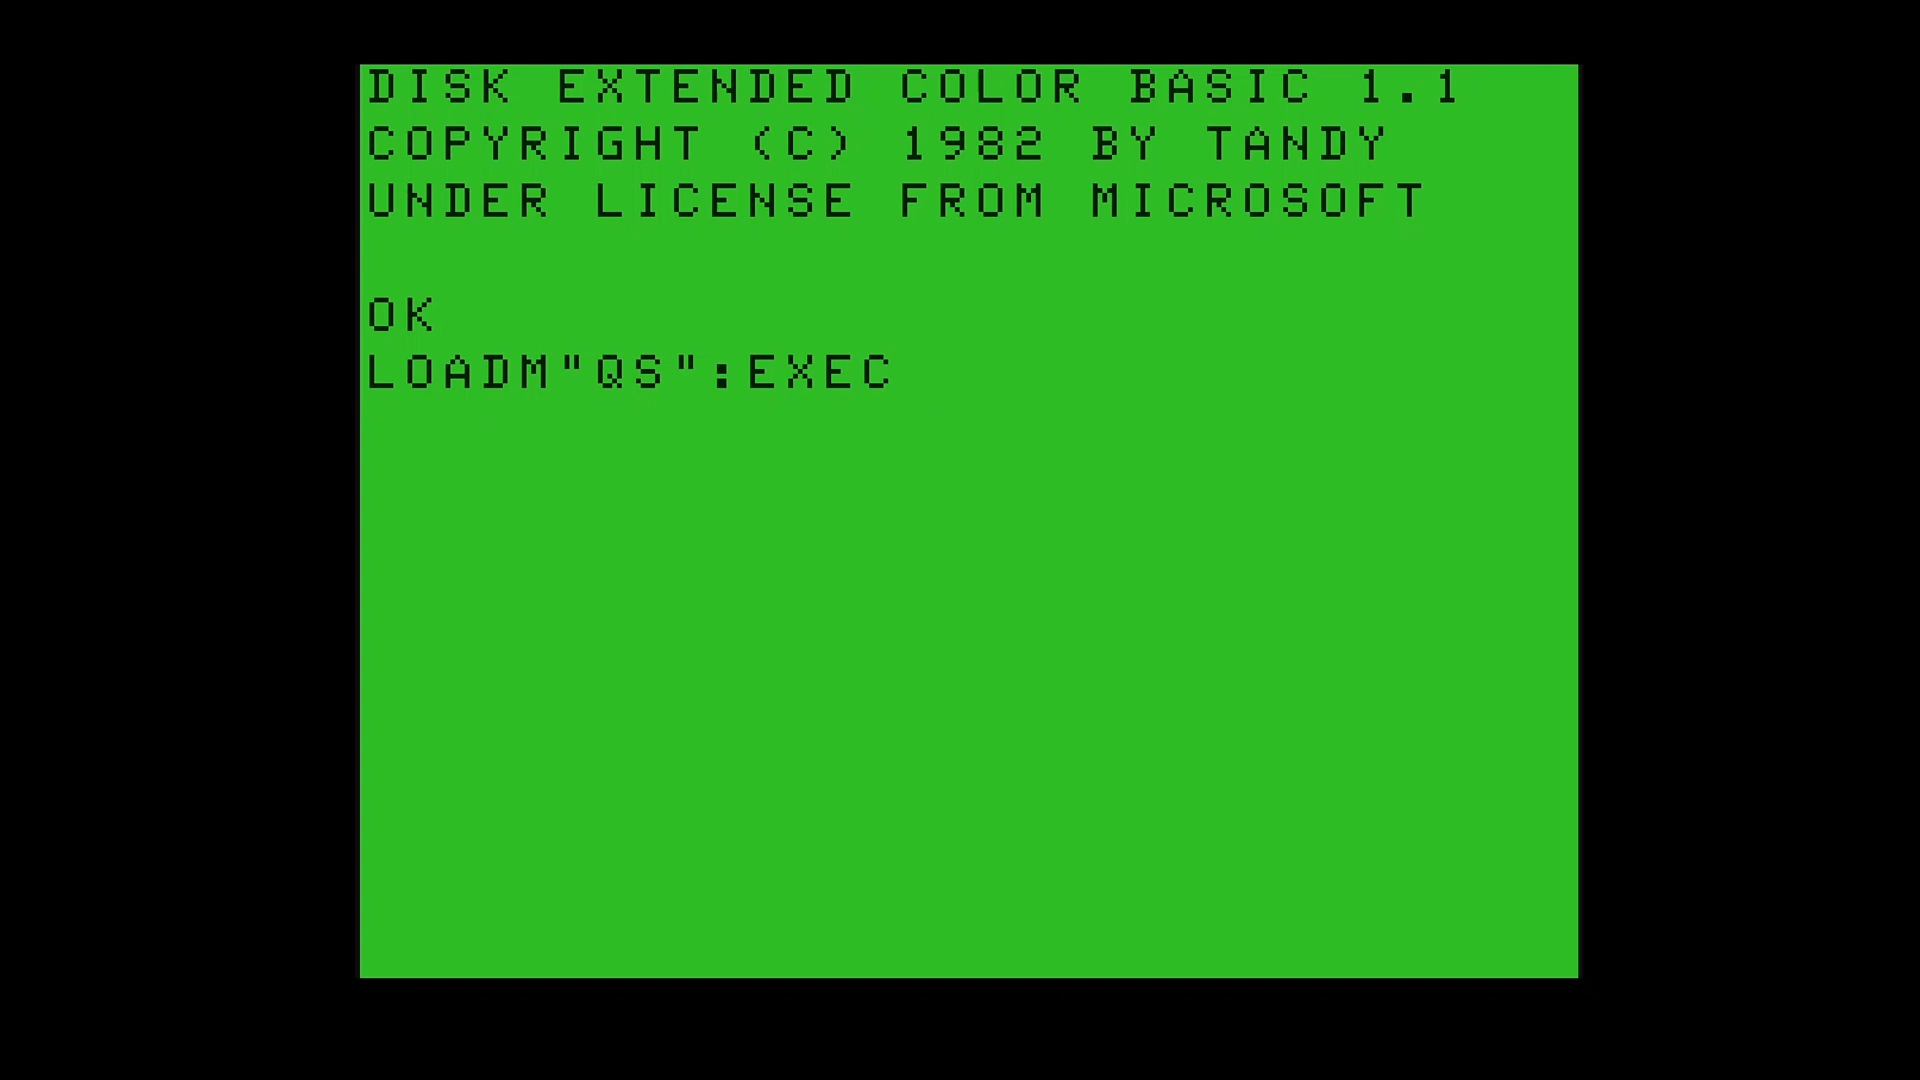 DISK EXTENDED COLOR BASIC 1.1
COPYRIGHT (C) 1982 BY TANDY
UNDER LICENSE FROM MICROSOFT
OK
LOADM"QS":EXEC